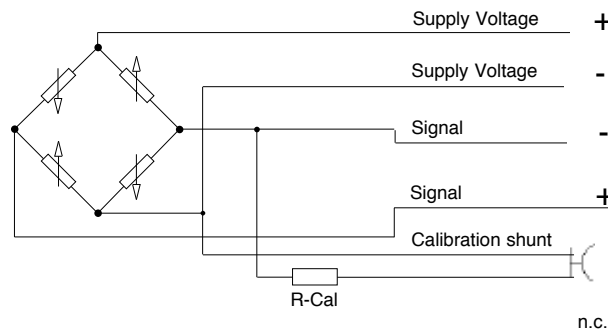 Supply Voltage +
Supply Voltage -
Signal -
Signal +
Calibration shunt
R-Cal
n.c.